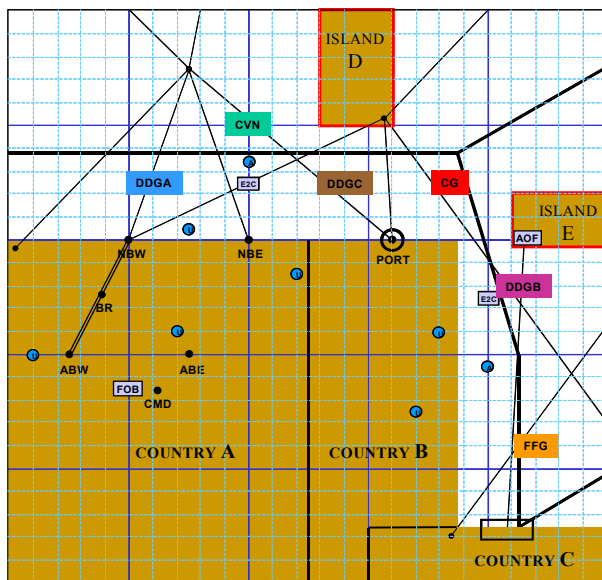 ISLAND
D
CVN
A
DDGA
E2C
DDGC
CG
ISLAND
E
U
AOF
NBW
NBE
PORT
U
DDGB
E2C
BR
U
U
U
ABW
ABE
A
FOB
CMD
U
COUNTRY A
COUNTRY B
FFG
COUNTRY C